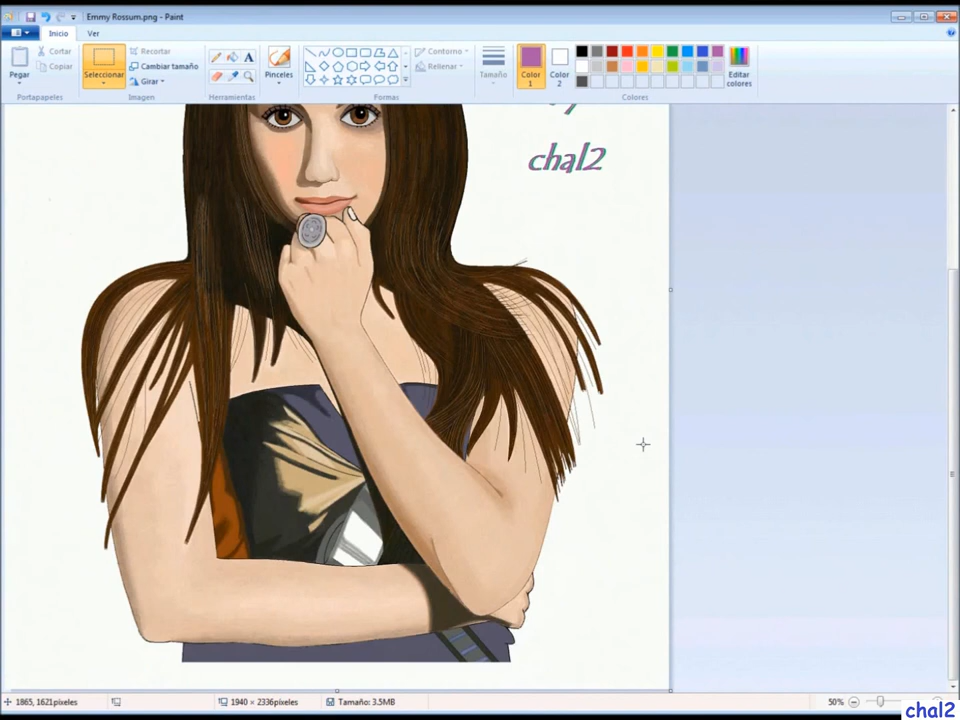 Emmy Rossum.png - Paint
Inicio Ver
Pegar
Cortar
Copiar
Portapapeles
Seleccionar
Recortar
Cambiar tamaño
Girar
Imagen
A
Herramientas
Pinceles
Contorno
Rellenar
Formas
Tamaño
Color 1
Color 2
Editar colores
Colores
chal2
1865, 1621píxeles
1940 × 2336píxeles
Tamaño: 3.5MB
50%
chal2